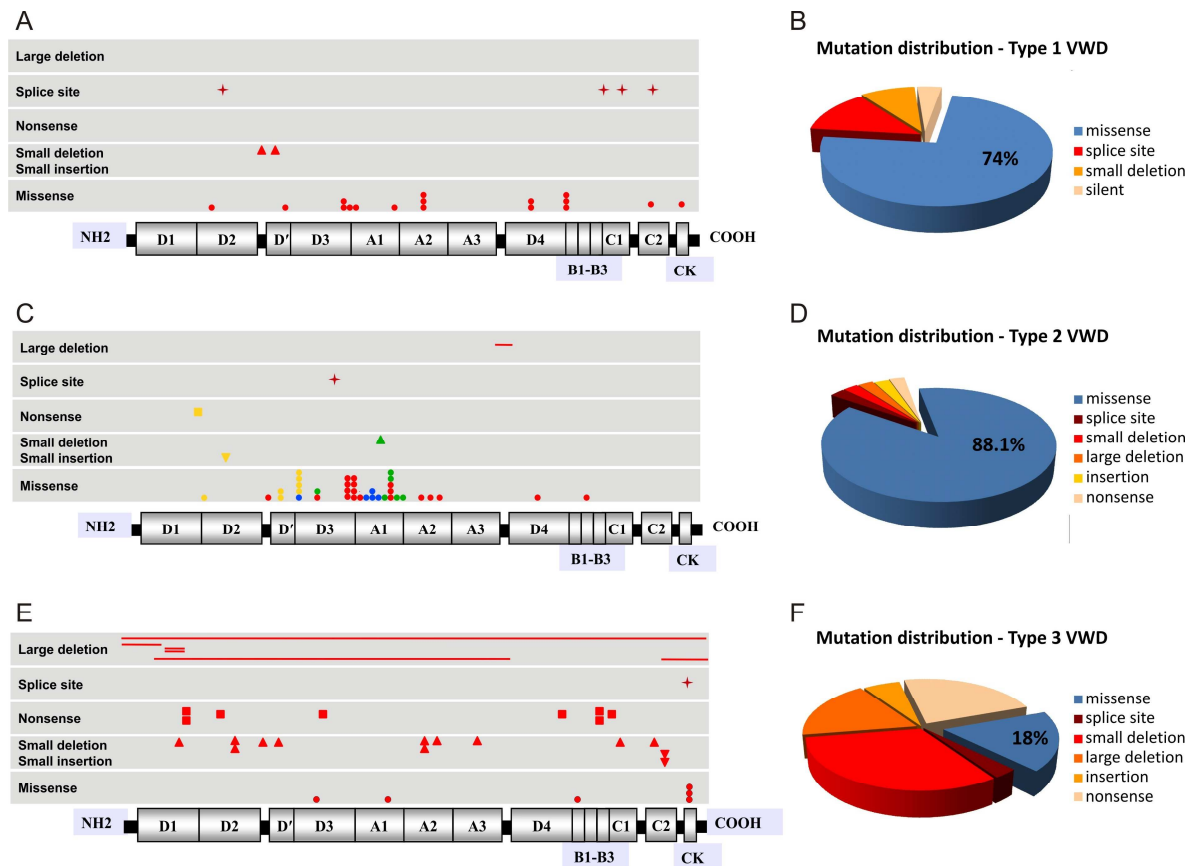 A
Large deletion
Splice site
Nonsense
Small deletion
Small insertion
Missense
NH2 D1 D2 D' D3 A1 A2 A3 D4 C1 C2 COOH
B1-B3 CK
B
Mutation distribution - Type 1 VWD
74%
missense
splice site
small deletion
silent
C
Large deletion
Splice site
Nonsense
Small deletion
Small insertion
Missense
NH2 D1 D2 D' D3 A1 A2 A3 D4 C1 C2 COOH
B1-B3 CK
D
Mutation distribution - Type 2 VWD
88.1%
missense
splice site
small deletion
large deletion
insertion
nonsense
E
Large deletion
Splice site
Nonsense
Small deletion
Small insertion
Missense
NH2 D1 D2 D' D3 A1 A2 A3 D4 C1 C2 COOH
B1-B3 CK
F
Mutation distribution - Type 3 VWD
18%
missense
splice site
small deletion
large deletion
insertion
nonsense